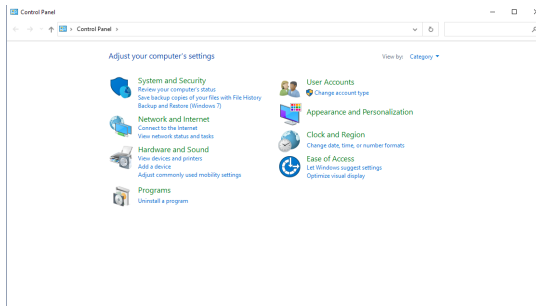 Control Panel
Control Panel
Adjust your computer's settings
View by: Category
System and Security
Review your computer's status
Save backup copies of your files with File History
Backup and Restore (Windows 7)
Network and Internet
Connect to the Internet
View network status and tasks
Hardware and Sound
View devices and printers
Add a device
Adjust commonly used mobility settings
Programs
Uninstall a program
User Accounts
Change account type
Appearance and Personalization
Clock and Region
Change date, time, or number formats
Ease of Access
Let Windows suggest settings
Optimize visual display